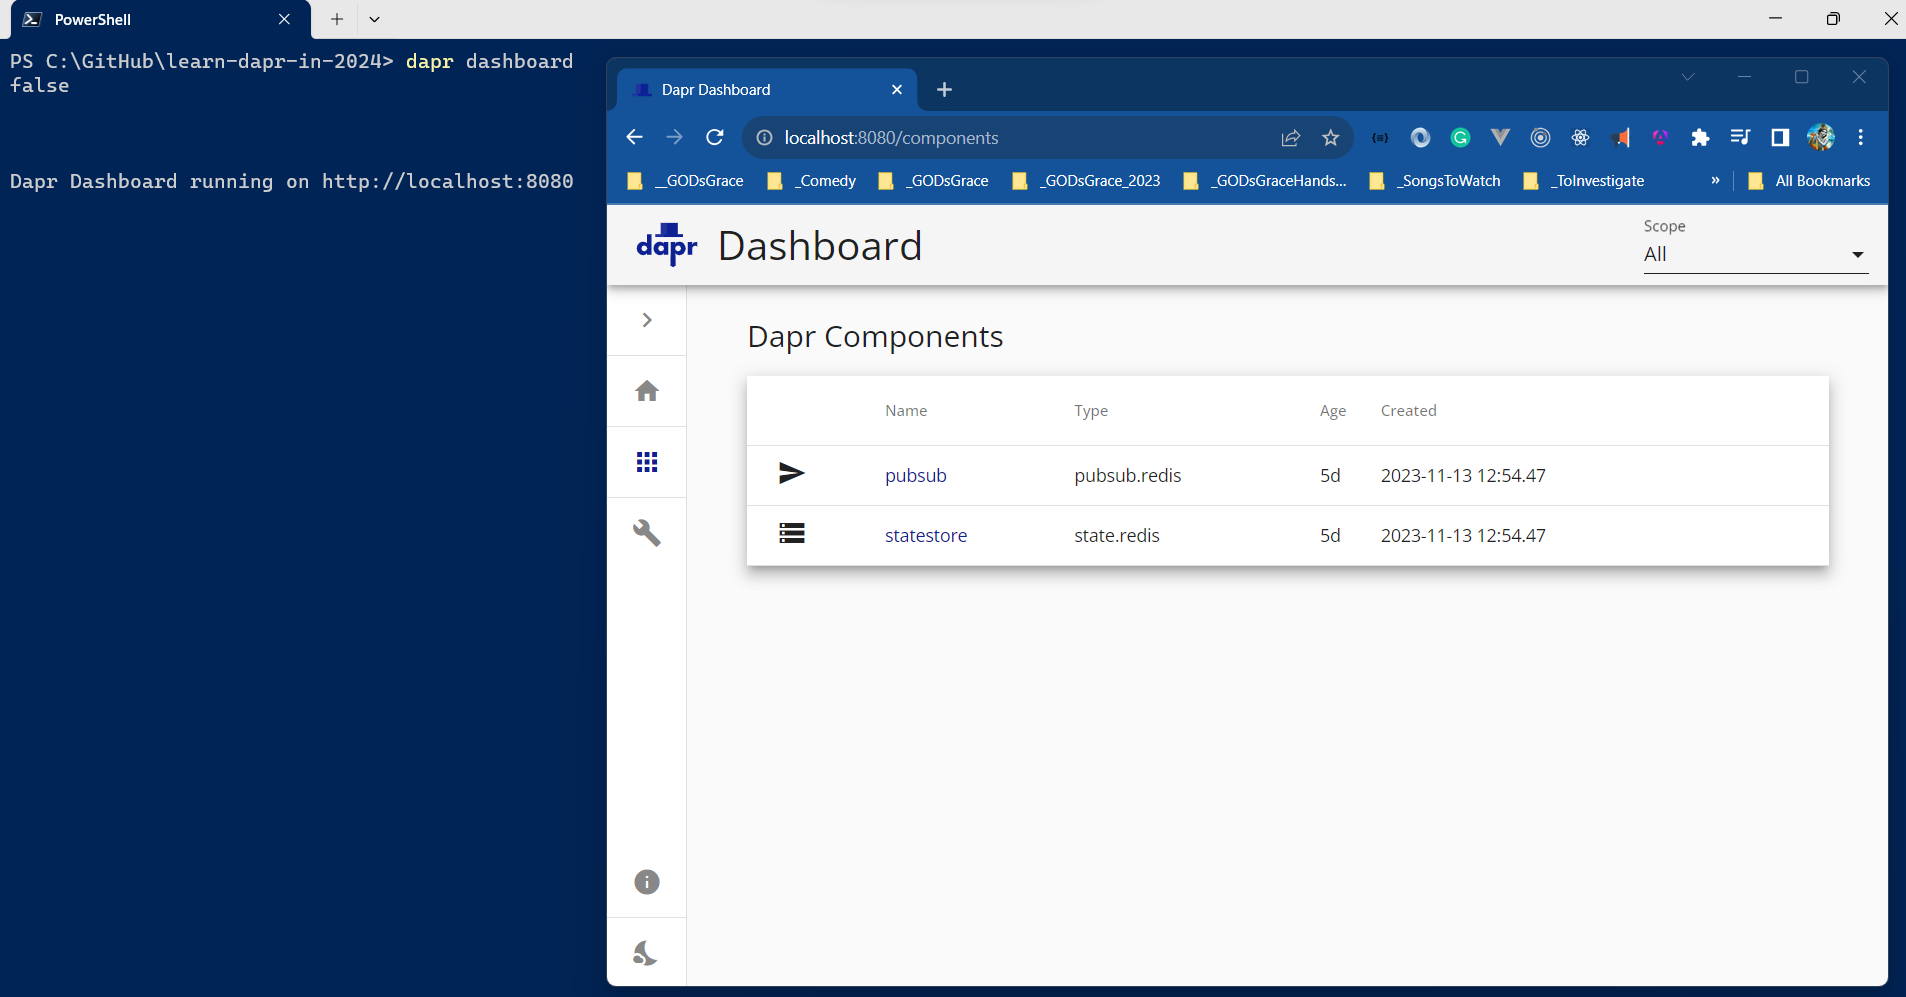 PowerShell
PS C:\GitHub\learn-dapr-in-2024> dapr dashboard
false
Dapr Dashboard running on http://localhost:8080
Dapr Dashboard
localhost:8080/components
__GODsGrace _Comedy _GODsGrace _GODsGrace_2023 _GODsGraceHands... _SongsToWatch _ToInvestigate » All Bookmarks
dapr Dashboard
Scope
All
Dapr Components
Name Type Age Created
pubsub pubsub.redis 5d 2023-11-13 12:54.47
statestore state.redis 5d 2023-11-13 12:54.47